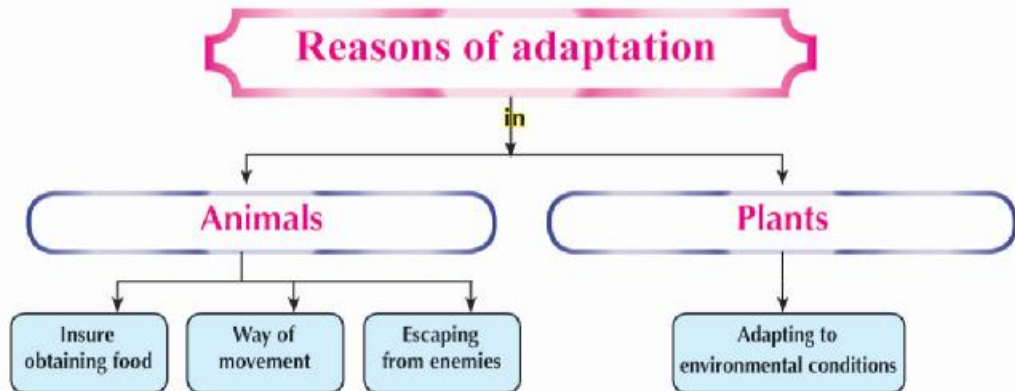 Reasons of adaptation
in
Animals
Plants
Insure
obtaining food
Way of
movement
Escaping
from enemies
Adapting to
environmental conditions